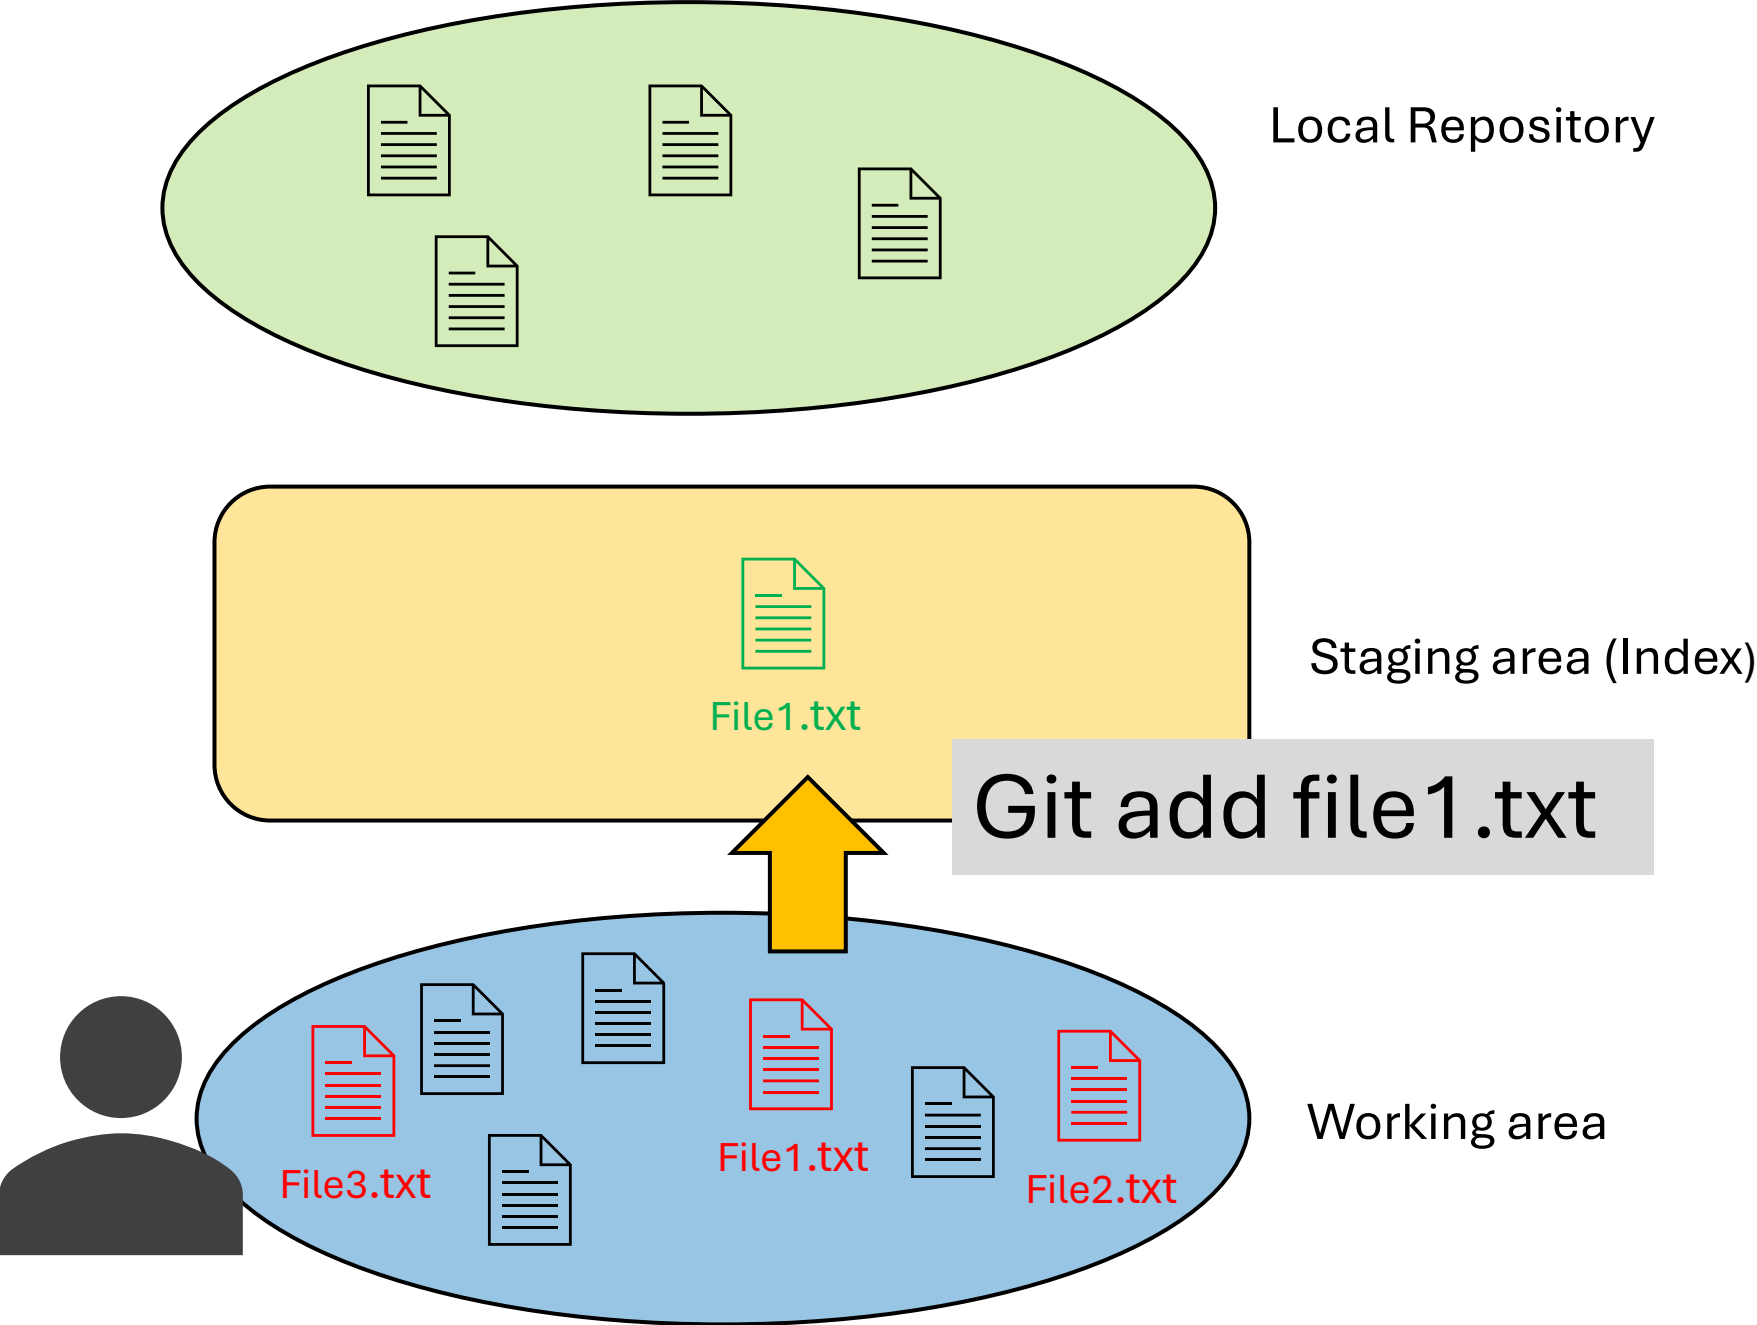 Local Repository
File1.txt
Staging area (Index)
Git add file1.txt
File3.txt
File1.txt
File2.txt
Working area